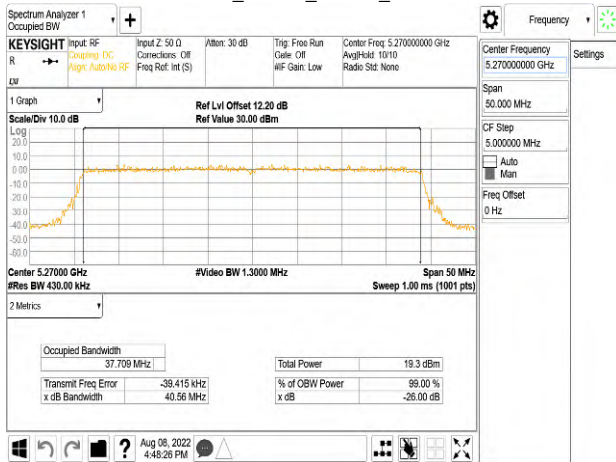 Spectrum Analyzer 1
Occupied BW
Frequency
KEYSIGHT
R
Input: RF
Coupling: DC
Align: Auto/No RF
Input Z: 50 Ω
Corrections: Off
Freq Ref: Int (S)
Atten: 30 dB
Trig: Free Run
Gate: Off
#IF Gain: Low
Center Freq: 5.270000000 GHz
Avg|Hold: 10/10
Radio Std: None
1 Graph
Scale/Div 10.0 dB
Ref Lvl Offset 12.20 dB
Ref Value 30.00 dBm
Log
20.0
10.0
0.00
-10.0
-20.0
-30.0
-40.0
-50.0
-60.0
Center 5.27000 GHz
#Res BW 430.00 kHz
#Video BW 1.3000 MHz
Span 50 MHz
Sweep 1.00 ms (1001 pts)
2 Metrics
Occupied Bandwidth
37.709 MHz
Transmit Freq Error -39.415 kHz
x dB Bandwidth 40.56 MHz
Total Power 19.3 dBm
% of OBW Power 99.00 %
x dB -26.00 dB
Aug 08, 2022
4:48:26 PM
Center Frequency
5.270000000 GHz
Span
50.000 MHz
CF Step
5.000000 MHz
Auto
Man
Freq Offset
0 Hz
Settings